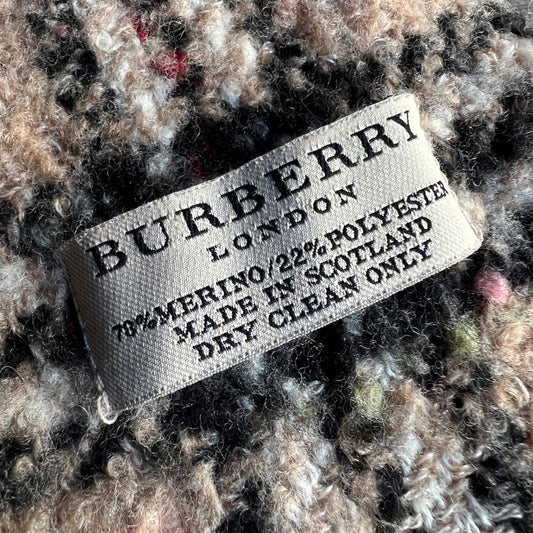 BURBERRY
LONDON
78%MERINO/22%POLYESTER
MADE IN SCOTLAND
DRY CLEAN ONLY